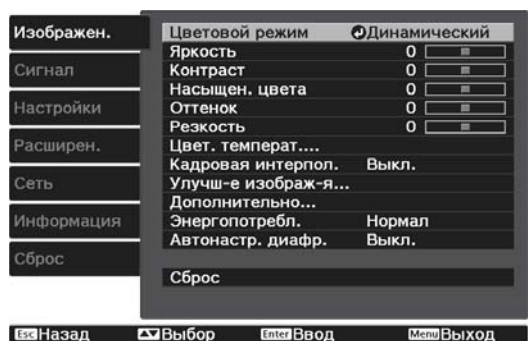 Изображен.
Сигнал
Настройки
Расширен.
Сеть
Информация
Сброс
Цветовой режим Динамический
Яркость 0
Контраст 0
Насыщен. цвета 0
Оттенок 0
Резкость 0
Цвет. температ....
Кадровая интерпол. Выкл.
Улучш-е изображ-я...
Дополнительно...
Энергопотребл. Нормал
Автонастр. диафр. Выкл.
Сброс
Esc Назад Выбор Enter Ввод Menu Выход